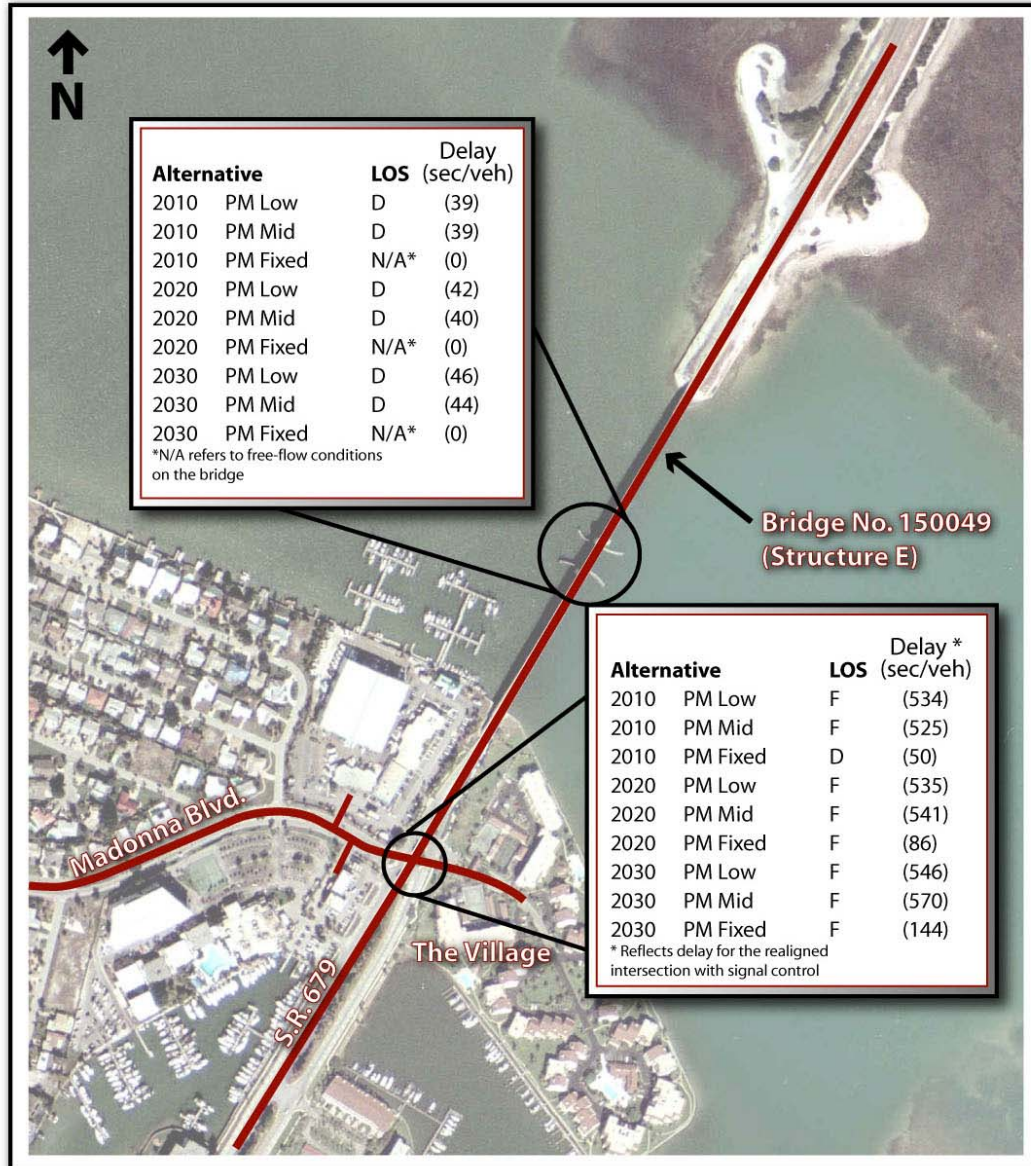 N
Delay
Alternative LOS (sec/veh)
2010 PM Low D (39)
2010 PM Mid D (39)
2010 PM Fixed N/A* (0)
2020 PM Low D (42)
2020 PM Mid D (40)
2020 PM Fixed N/A* (0)
2030 PM Low D (46)
2030 PM Mid D (44)
2030 PM Fixed N/A* (0)
*N/A refers to free-flow conditions
on the bridge
Bridge No. 150049
(Structure E)
Delay *
Alternative LOS (sec/veh)
2010 PM Low F (534)
2010 PM Mid F (525)
2010 PM Fixed D (50)
2020 PM Low F (535)
2020 PM Mid F (541)
2020 PM Fixed F (86)
2030 PM Low F (546)
2030 PM Mid F (570)
2030 PM Fixed F (144)
* Reflects delay for the realigned
intersection with signal control
Madonna Blvd.
The Village
S.R. 679